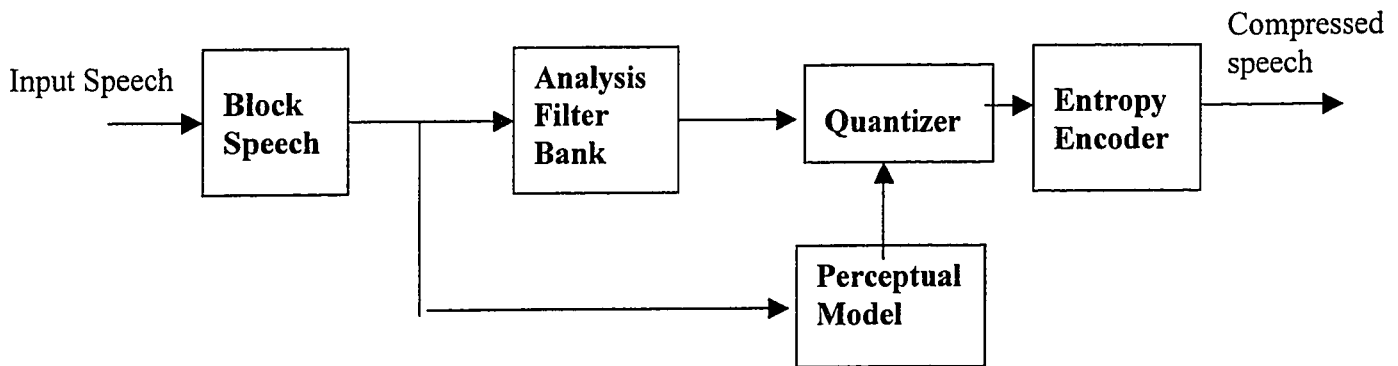 Input Speech
Block
Speech
Analysis
Filter
Bank
Quantizer
Entropy
Encoder
Compressed
speech
Perceptual
Model